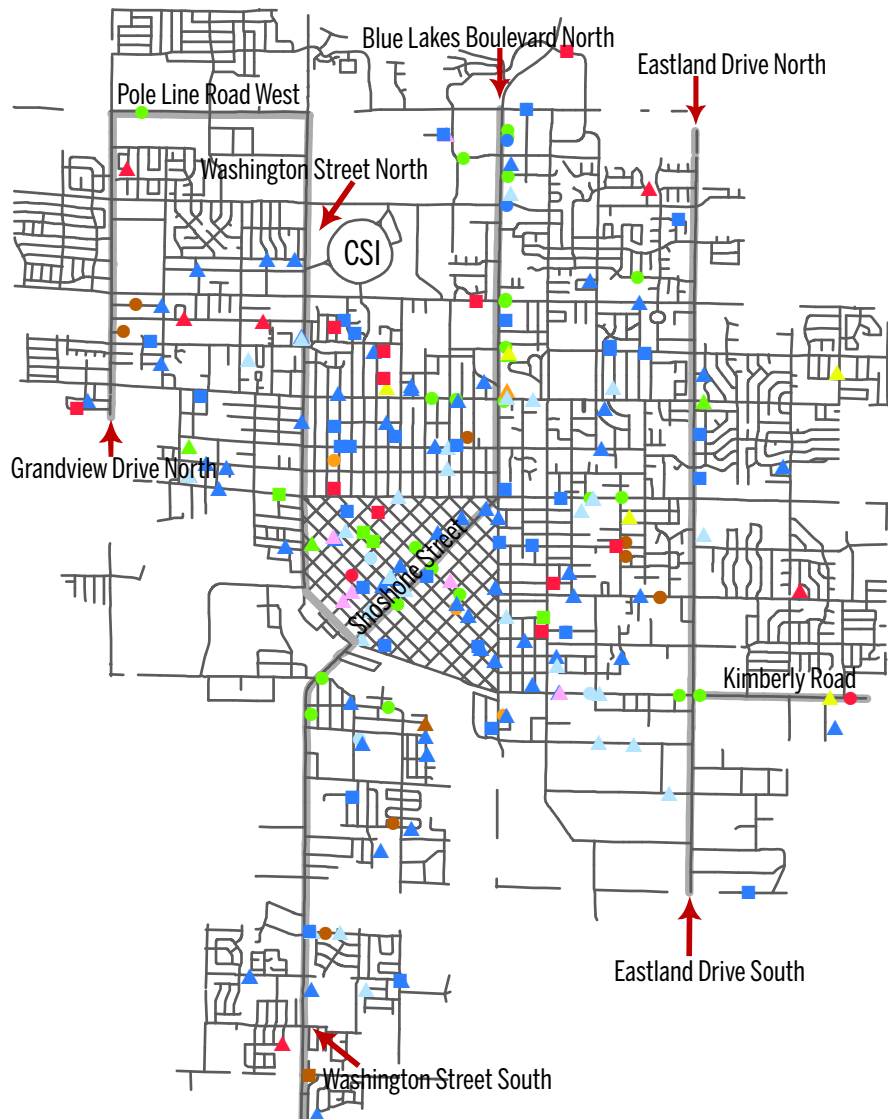 Blue Lakes Boulevard North
Eastland Drive North
Pole Line Road West
Washington Street North
CSI
Grandview Drive North
Shoshone Street
Kimberly Road
Eastland Drive South
Washington Street South